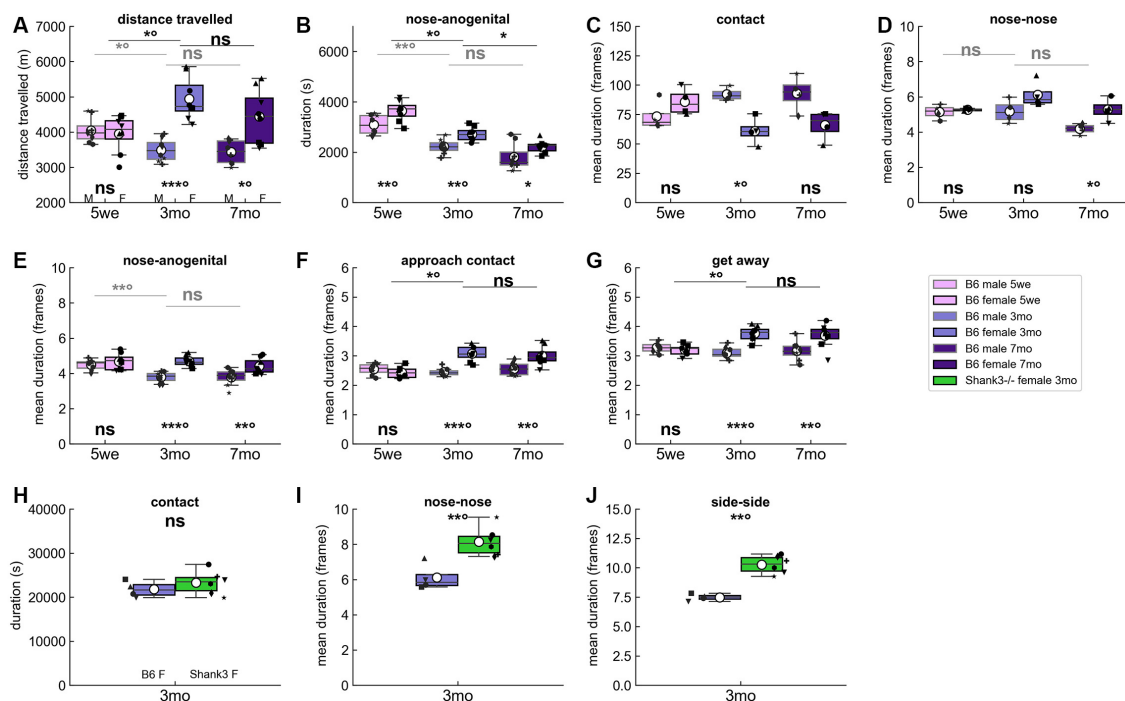 A distance travelled
distance travelled (m)
7000
6000
5000
4000
3000
2000
*° ns
*° ns
ns ***° *°
M F M F M F
5we 3mo 7mo
B nose-anogenital
duration (s)
6000
4000
2000
0
*° *
**° ns
**° **° *
5we 3mo 7mo
C contact
mean duration (frames)
150
125
100
75
50
25
0
ns *° ns
5we 3mo 7mo
D nose-nose
mean duration (frames)
10
8
6
4
2
0
ns ns
ns ns *°
5we 3mo 7mo
E nose-anogenital
mean duration (frames)
10
8
6
4
2
0
**° ns
ns ***° **°
5we 3mo 7mo
F approach contact
mean duration (frames)
6
5
4
3
2
1
0
*° ns
ns ***° **°
5we 3mo 7mo
G get away
mean duration (frames)
6
5
4
3
2
1
0
*° ns
ns ***° **°
5we 3mo 7mo
B6 male 5we
B6 female 5we
B6 male 3mo
B6 female 3mo
B6 male 7mo
B6 female 7mo
Shank3-/- female 3mo
H contact
duration (s)
40000
30000
20000
10000
0
ns
B6 F Shank3 F
3mo
I nose-nose
mean duration (frames)
10
8
6
4
2
0
**°
3mo
J side-side
mean duration (frames)
15.0
12.5
10.0
7.5
5.0
2.5
0.0
**°
3mo